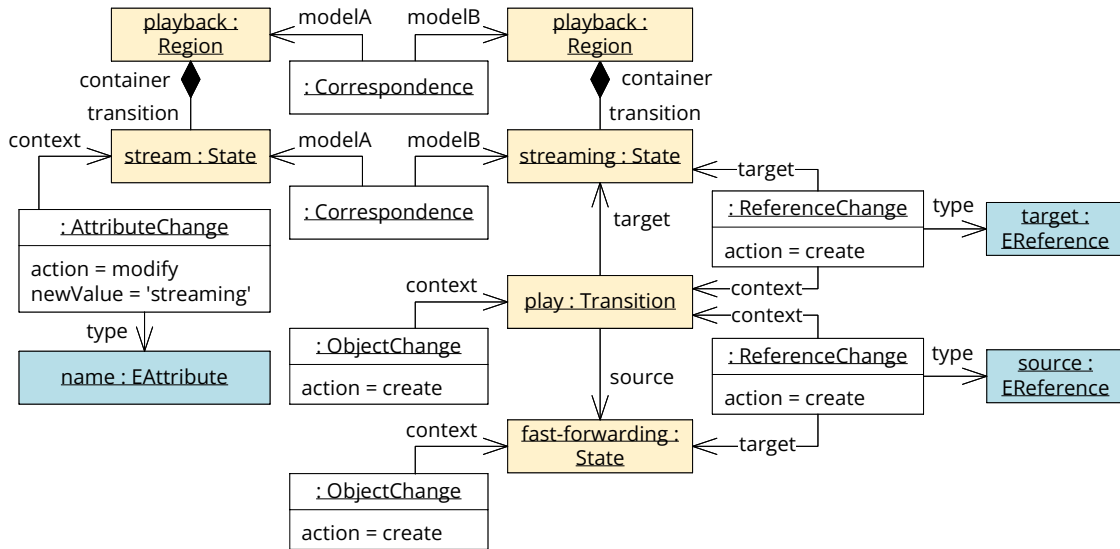 playback :
Region
modelA
modelB
playback :
Region
: Correspondence
container
transition
container
transition
context
stream : State
modelA
modelB
streaming : State
target
: Correspondence
: AttributeChange
action = modify
newValue = 'streaming'
target
: ReferenceChange
action = create
type
target :
EReference
context
play : Transition
context
context
type
name : EAttribute
: ObjectChange
action = create
source
: ReferenceChange
action = create
type
source :
EReference
context
fast-forwarding :
State
target
: ObjectChange
action = create